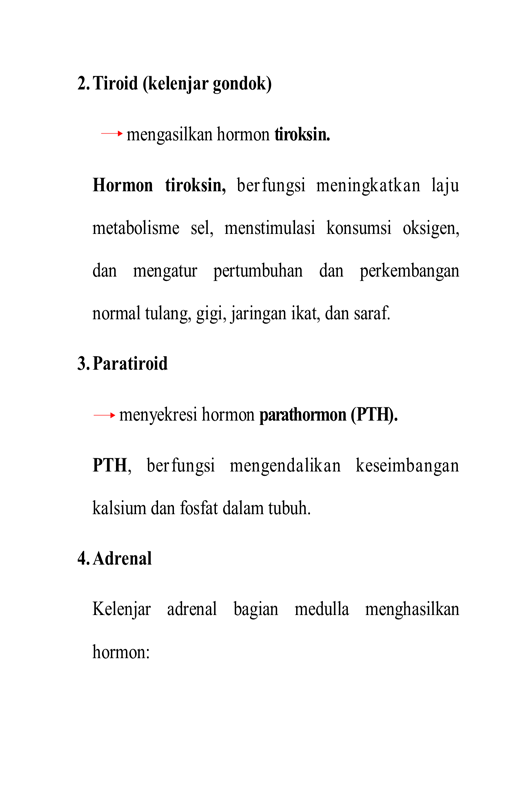 2. Tiroid (kelenjar gondok)
mengasilkan hormon tiroksin.
Hormon tiroksin, berfungsi meningkatkan laju
metabolisme sel, menstimulasi konsumsi oksigen,
dan mengatur pertumbuhan dan perkembangan
normal tulang, gigi, jaringan ikat, dan saraf.
3. Paratiroid
menyekresi hormon parathormon (PTH).
PTH, berfungsi mengendalikan keseimbangan
kalsium dan fosfat dalam tubuh.
4. Adrenal
Kelenjar adrenal bagian medulla menghasilkan
hormon: